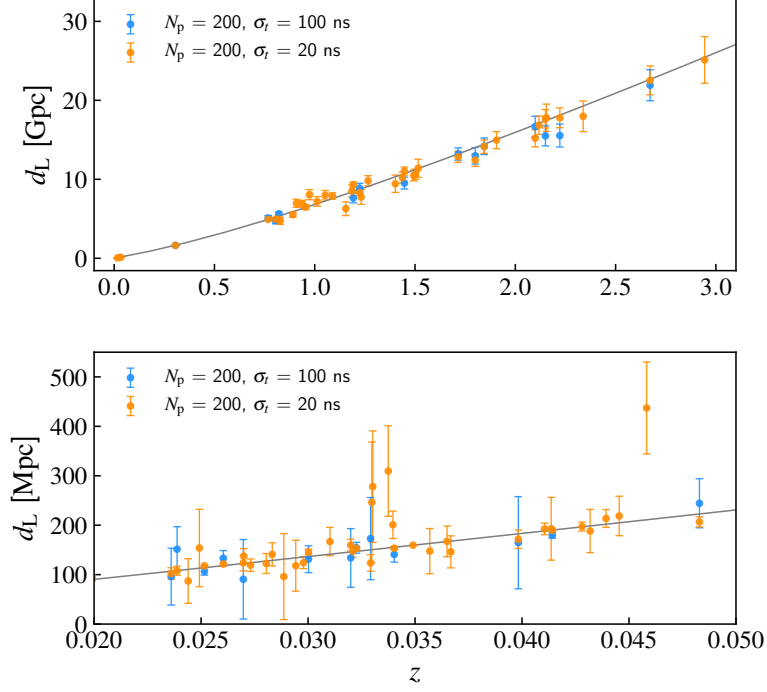 30
20
10
0
d_L [Gpc]
N_p = 200, σ_t = 100 ns
N_p = 200, σ_t = 20 ns
0.0 0.5 1.0 1.5 2.0 2.5 3.0
500
400
300
200
100
0
d_L [Mpc]
N_p = 200, σ_t = 100 ns
N_p = 200, σ_t = 20 ns
0.020 0.025 0.030 0.035 0.040 0.045 0.050
z